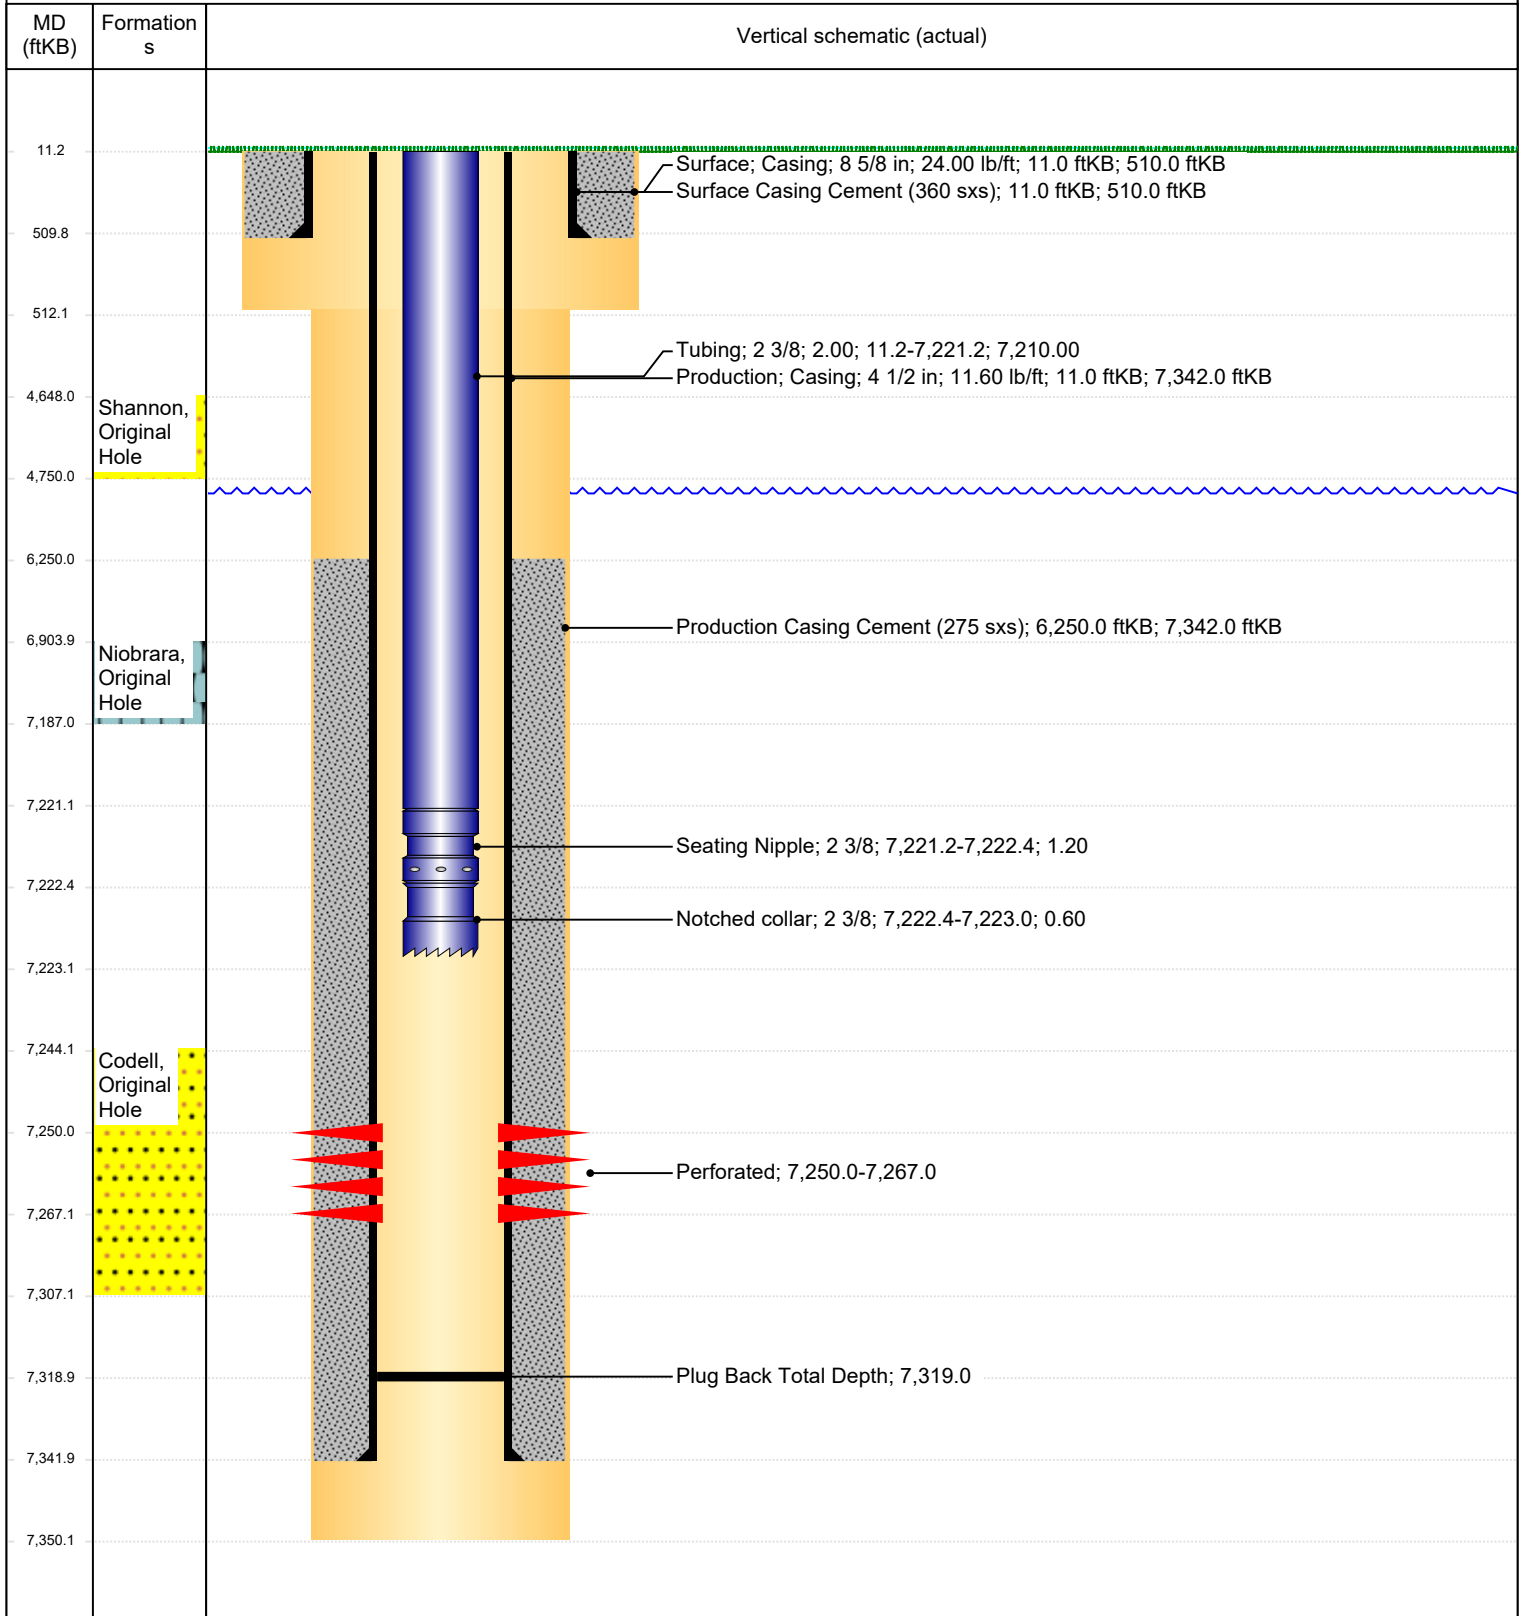 MD
(ftKB)
Formation
s
Vertical schematic (actual)
11.2
Surface; Casing; 8 5/8 in; 24.00 lb/ft; 11.0 ftKB; 510.0 ftKB
Surface Casing Cement (360 sxs); 11.0 ftKB; 510.0 ftKB
509.8
512.1
Tubing; 2 3/8; 2.00; 11.2-7,221.2; 7,210.00
Production; Casing; 4 1/2 in; 11.60 lb/ft; 11.0 ftKB; 7,342.0 ftKB
4,648.0
Shannon,
Original
Hole
4,750.0
6,250.0
Production Casing Cement (275 sxs); 6,250.0 ftKB; 7,342.0 ftKB
6,903.9
Niobrara,
Original
Hole
7,187.0
7,221.1
Seating Nipple; 2 3/8; 7,221.2-7,222.4; 1.20
7,222.4
Notched collar; 2 3/8; 7,222.4-7,223.0; 0.60
7,223.1
7,244.1
Codell,
Original
Hole
7,250.0
Perforated; 7,250.0-7,267.0
7,267.1
7,307.1
7,318.9
Plug Back Total Depth; 7,319.0
7,341.9
7,350.1